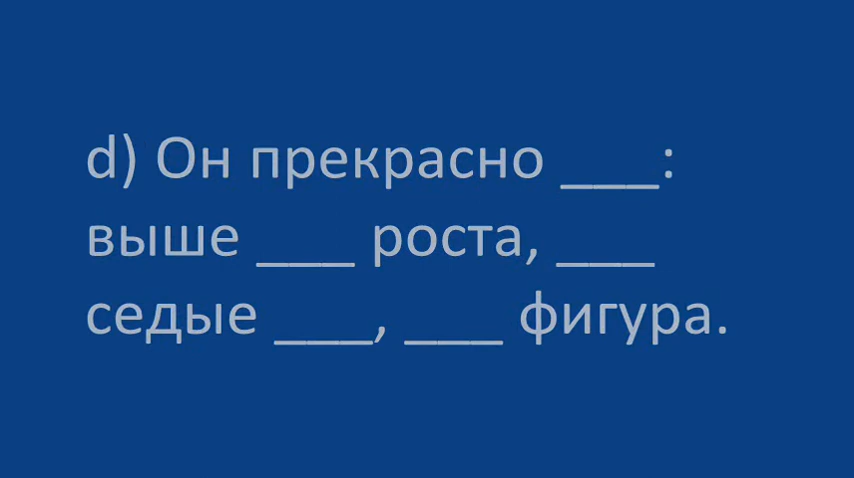 d) Он прекрасно ___:
выше ___ роста, ___
седые ___, ___ фигура.